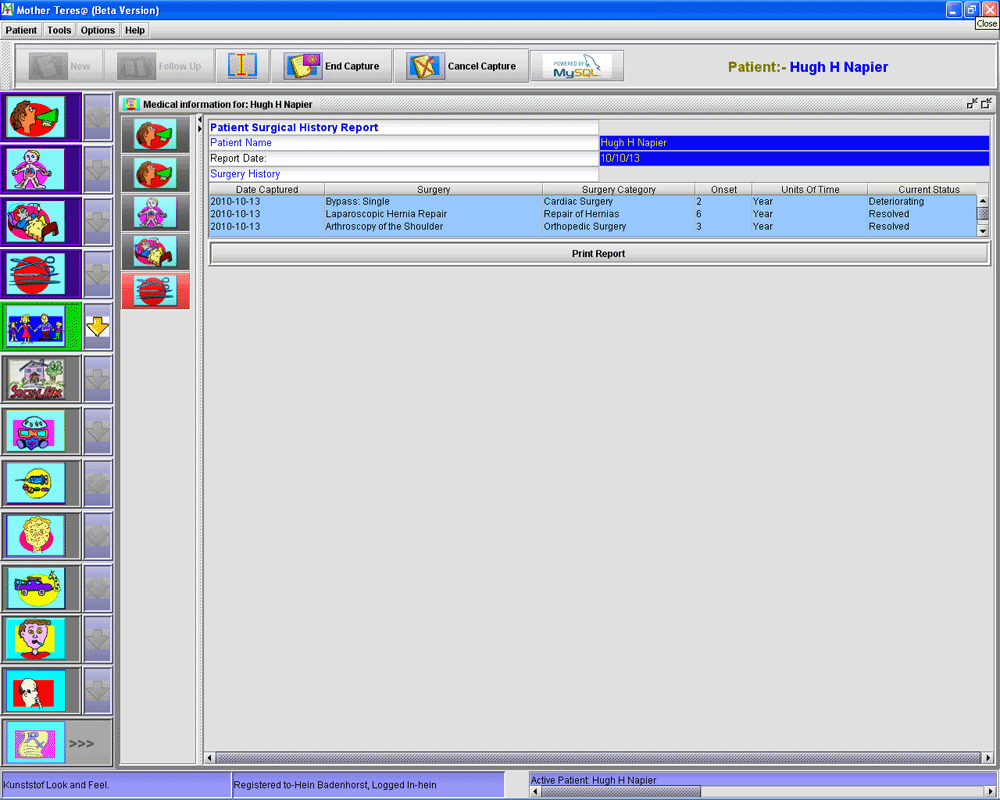 Mother Teres@ (Beta Version)
Close
Patient Tools Options Help
New Follow Up End Capture Cancel Capture POWERED BY MySQL Patient:- Hugh H Napier
Medical information for: Hugh H Napier
Patient Surgical History Report
Patient Name Hugh H Napier
Report Date: 10/10/13
Surgery History
Date Captured Surgery Surgery Category Onset Units Of Time Current Status
2010-10-13 Bypass: Single Cardiac Surgery 2 Year Deteriorating
2010-10-13 Laparoscopic Hernia Repair Repair of Hernias 6 Year Resolved
2010-10-13 Arthroscopy of the Shoulder Orthopedic Surgery 3 Year Resolved
Print Report
>>>
Kunststof Look and Feel. Registered to-Hein Badenhorst, Logged In-hein Active Patient: Hugh H Napier